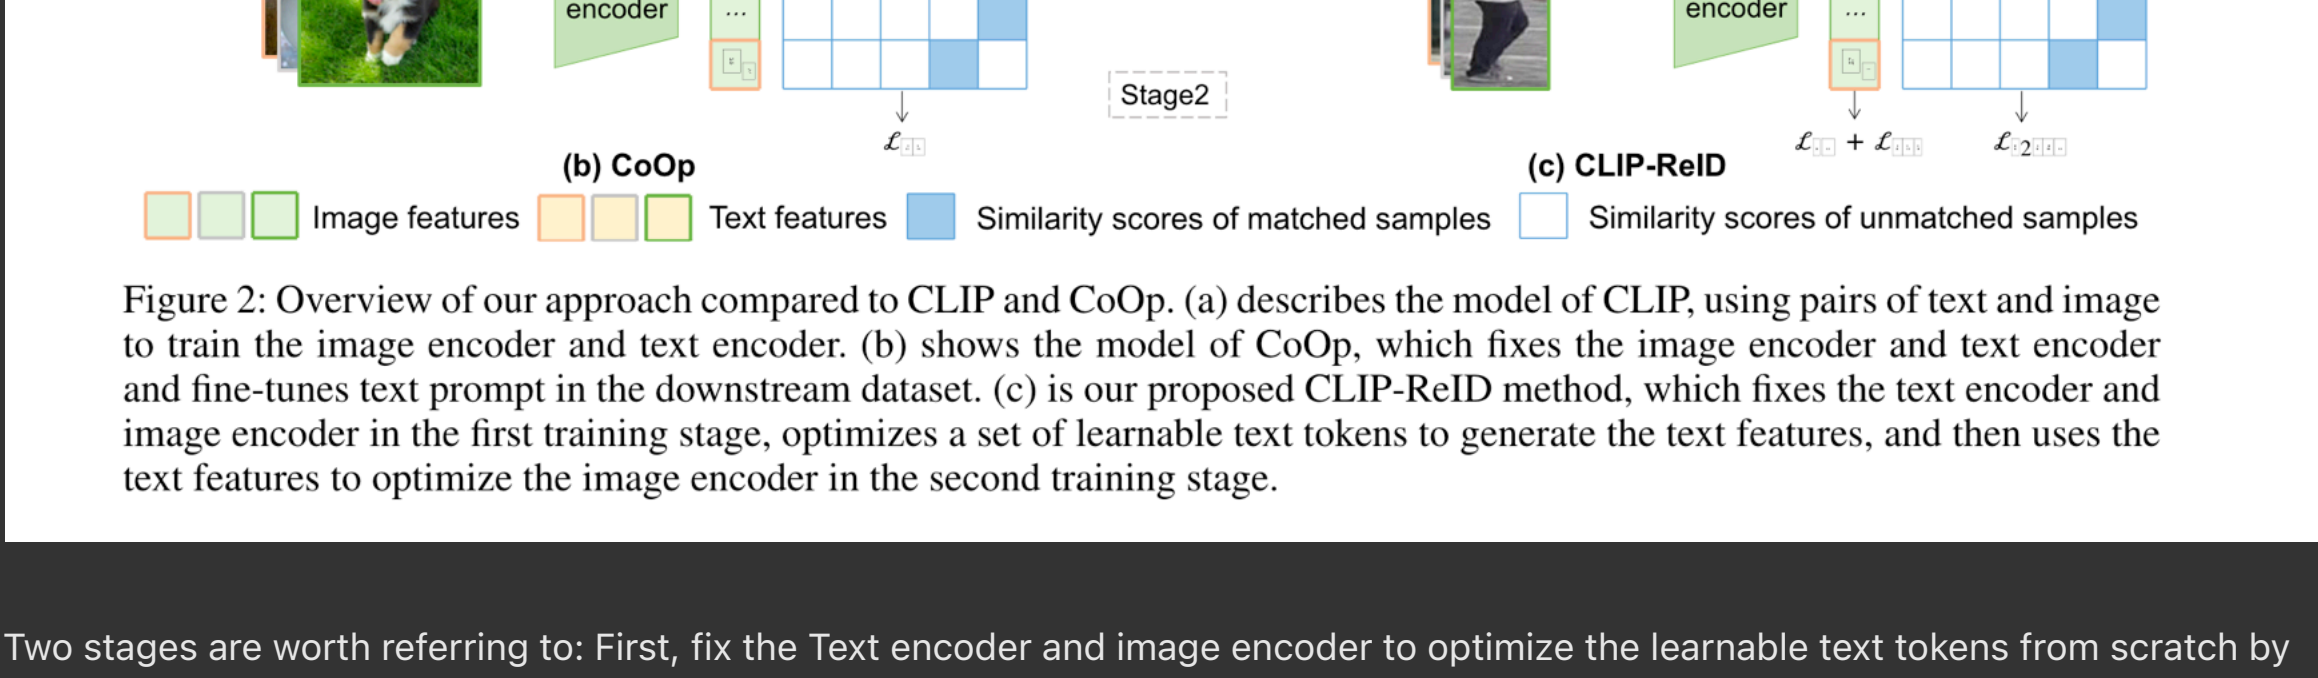 encoder
...
encoder
...
Stage2
ℒ
ℒ + ℒ
ℒ 2
(b) CoOp
(c) CLIP-ReID
Image features
Text features
Similarity scores of matched samples
Similarity scores of unmatched samples
Figure 2: Overview of our approach compared to CLIP and CoOp. (a) describes the model of CLIP, using pairs of text and image
to train the image encoder and text encoder. (b) shows the model of CoOp, which fixes the image encoder and text encoder
and fine-tunes text prompt in the downstream dataset. (c) is our proposed CLIP-ReID method, which fixes the text encoder and
image encoder in the first training stage, optimizes a set of learnable text tokens to generate the text features, and then uses the
text features to optimize the image encoder in the second training stage.
Two stages are worth referring to: First, fix the Text encoder and image encoder to optimize the learnable text tokens from scratch by